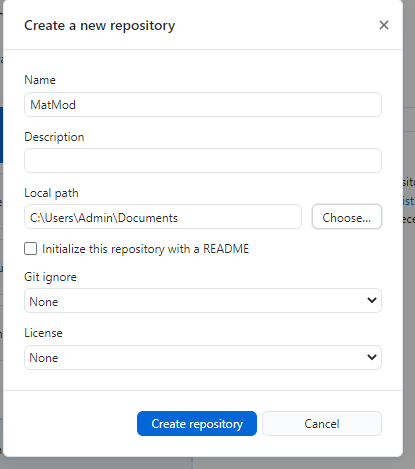 Create a new repository
Name
MatMod
Description
Local path
C:\Users\Admin\Documents
Choose...
Initialize this repository with a README
Git ignore
None
License
None
Create repository
Cancel